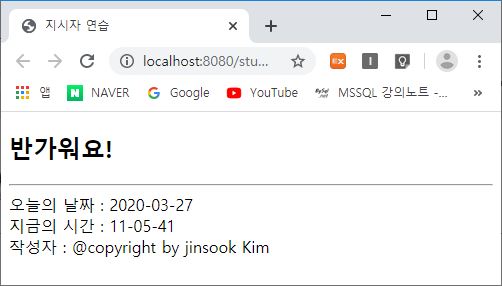 지시자 연습
localhost:8080/stu...
앱 NAVER Google YouTube MSSQL 강의노트 -...
반가워요!
오늘의 날짜 : 2020-03-27
지금의 시간 : 11-05-41
작성자 : @copyright by jinsook Kim